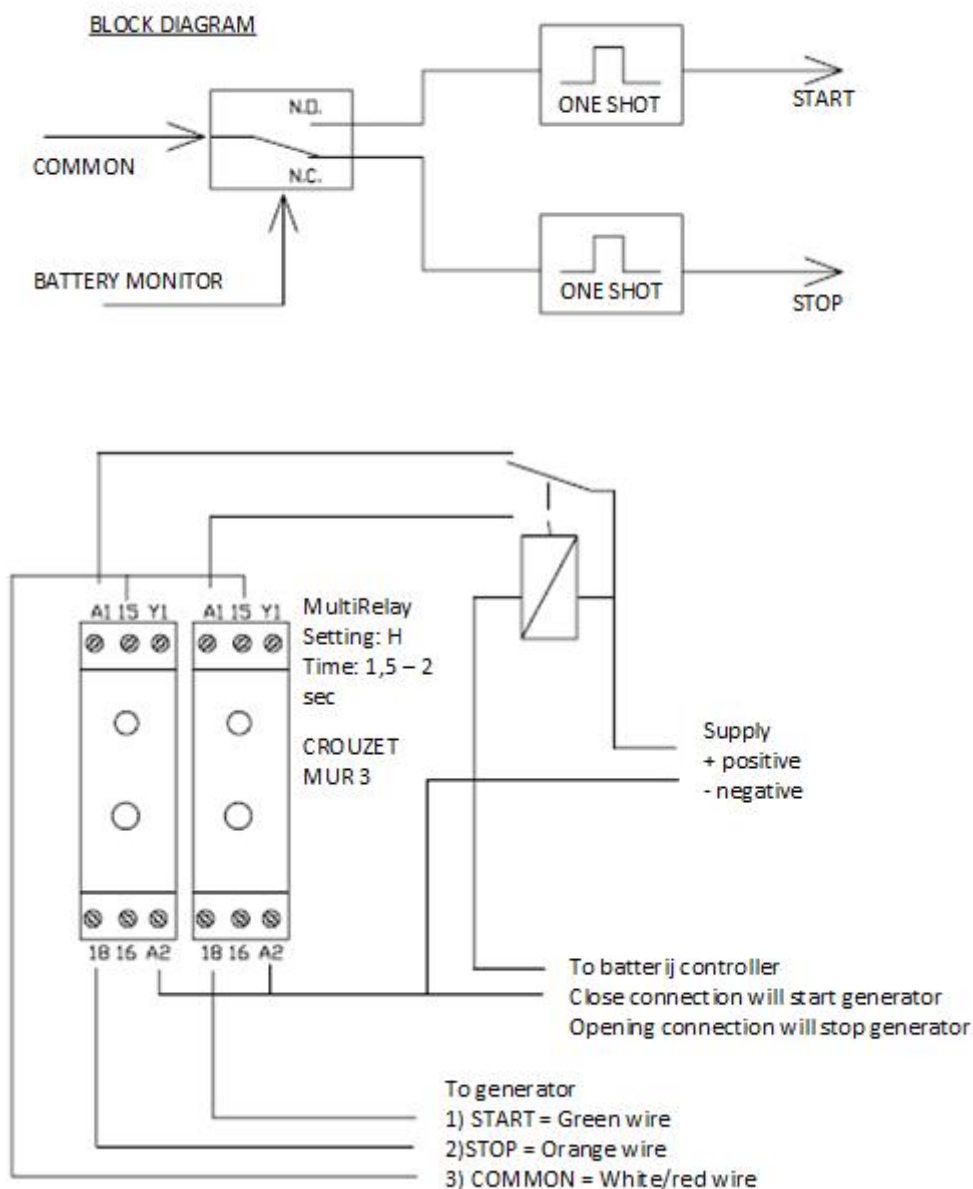 BLOCK DIAGRAM
N.O.
ONE SHOT
START
COMMON
N.C.
BATTERY MONITOR
ONE SHOT
STOP
A1 15 Y1
A1 15 Y1
MultiRelay
Setting: H
Time: 1,5 – 2
sec
CROUZET
MUR 3
Supply
+ positive
- negative
18 16 A2
18 16 A2
To batterij controller
Close connection will start generator
Opening connection will stop generator
To generator
1) START = Green wire
2)STOP = Orange wire
3) COMMON = White/red wire